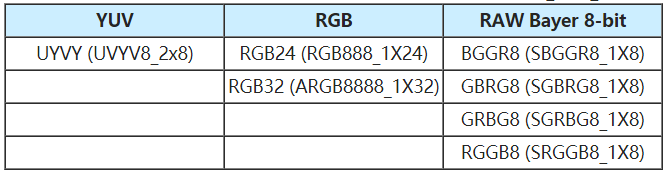 YUV RGB RAW Bayer 8-bit
UYVY (UVYV8_2x8) RGB24 (RGB888_1X24) BGGR8 (SBGGR8_1X8)
RGB32 (ARGB8888_1X32) GBRG8 (SGBRG8_1X8)
GRBG8 (SGRBG8_1X8)
RGGB8 (SRGGB8_1X8)